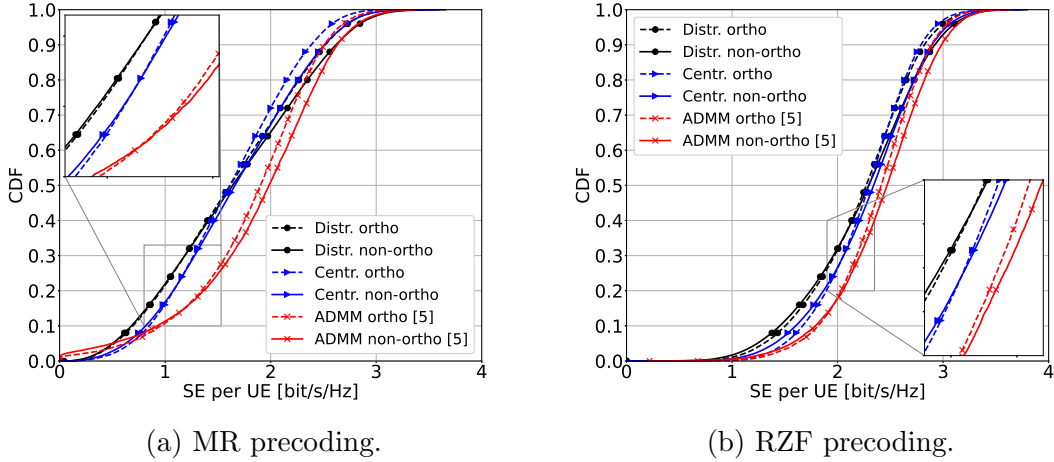 1.0
0.9
0.8
0.7
0.6
0.5
0.4
0.3
0.2
0.1
0.0
CDF
0
1
2
3
4
SE per UE [bit/s/Hz]
Distr. ortho
Distr. non-ortho
Centr. ortho
Centr. non-ortho
ADMM ortho [5]
ADMM non-ortho [5]
(a) MR precoding.
1.0
0.9
0.8
0.7
0.6
0.5
0.4
0.3
0.2
0.1
0.0
CDF
0
1
2
3
4
SE per UE [bit/s/Hz]
Distr. ortho
Distr. non-ortho
Centr. ortho
Centr. non-ortho
ADMM ortho [5]
ADMM non-ortho [5]
(b) RZF precoding.